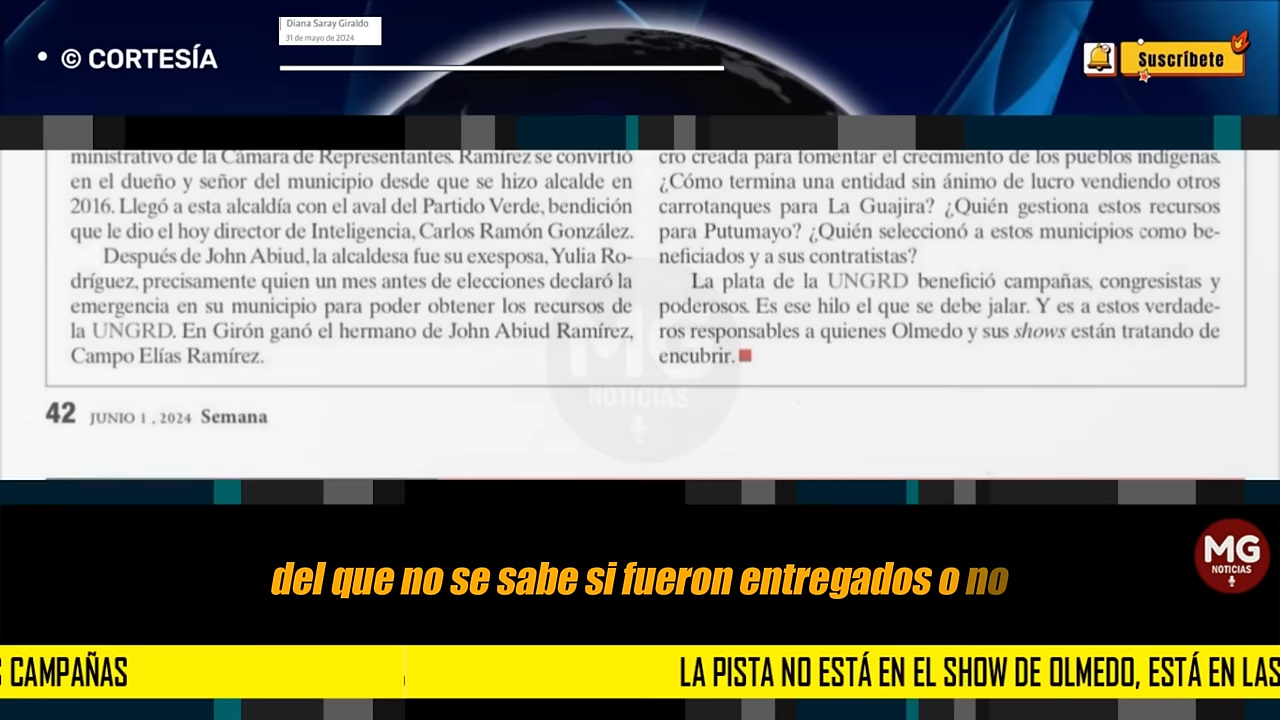 Diana Saray Giraldo
31 de mayo de 2024
• © CORTESÍA
Suscríbete
ministrativo de la Cámara de Representantes. Ramírez se convirtió
en el dueño y señor del municipio desde que se hizo alcalde en
2016. Llegó a esta alcaldía con el aval del Partido Verde, bendición
que le dio el hoy director de Inteligencia, Carlos Ramón González.
Después de John Abiud, la alcaldesa fue su exesposa, Yulia Ro-
dríguez, precisamente quien un mes antes de elecciones declaró la
emergencia en su municipio para poder obtener los recursos de
la UNGRD. En Girón ganó el hermano de John Abiud Ramírez,
Campo Elías Ramírez.
cro creada para fomentar el crecimiento de los pueblos indígenas.
¿Cómo termina una entidad sin ánimo de lucro vendiendo otros
carrotanques para La Guajira? ¿Quién gestiona estos recursos
para Putumayo? ¿Quién seleccionó a estos municipios como be-
neficiados y a sus contratistas?
La plata de la UNGRD benefició campañas, congresistas y
poderosos. Es ese hilo el que se debe jalar. Y es a estos verdade-
ros responsables a quienes Olmedo y sus shows están tratando de
encubrir.
MG
NOTICIAS
42 JUNIO 1, 2024 Semana
del que no se sabe si fueron entregados o no
MG
NOTICIAS
CAMPAÑAS
LA PISTA NO ESTÁ EN EL SHOW DE OLMEDO, ESTÁ EN LAS